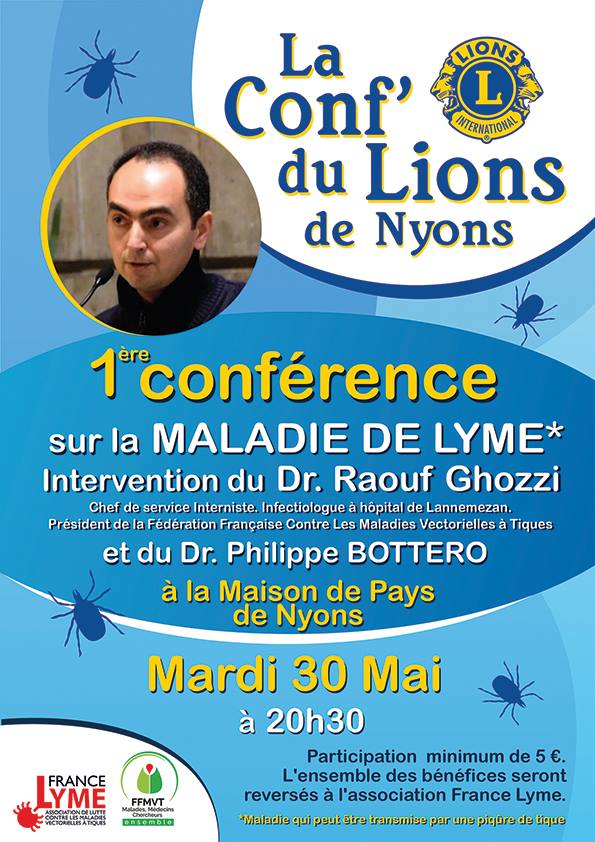 La
Conf'
du Lions
de Nyons
LIONS
L
INTERNATIONAL
®
1ère conférence
sur la MALADIE DE LYME*
Intervention du Dr. Raouf Ghozzi
Chef de service Interniste. Infectiologue à hôpital de Lannemezan.
Président de la Fédération Française Contre Les Maladies Vectorielles à Tiques
et du Dr. Philippe BOTTERO
à la Maison de Pays
de Nyons
Mardi 30 Mai
à 20h30
Participation minimum de 5 €.
L'ensemble des bénéfices seront
reversés à l'association France Lyme.
*Maladie qui peut être transmise par une piqûre de tique
FRANCE
LYME
ASSOCIATION DE LUTTE
CONTRE LES MALADIES
VECTORIELLES À TIQUES
FFMVT
Malades, Médecins
Chercheurs
ensemble